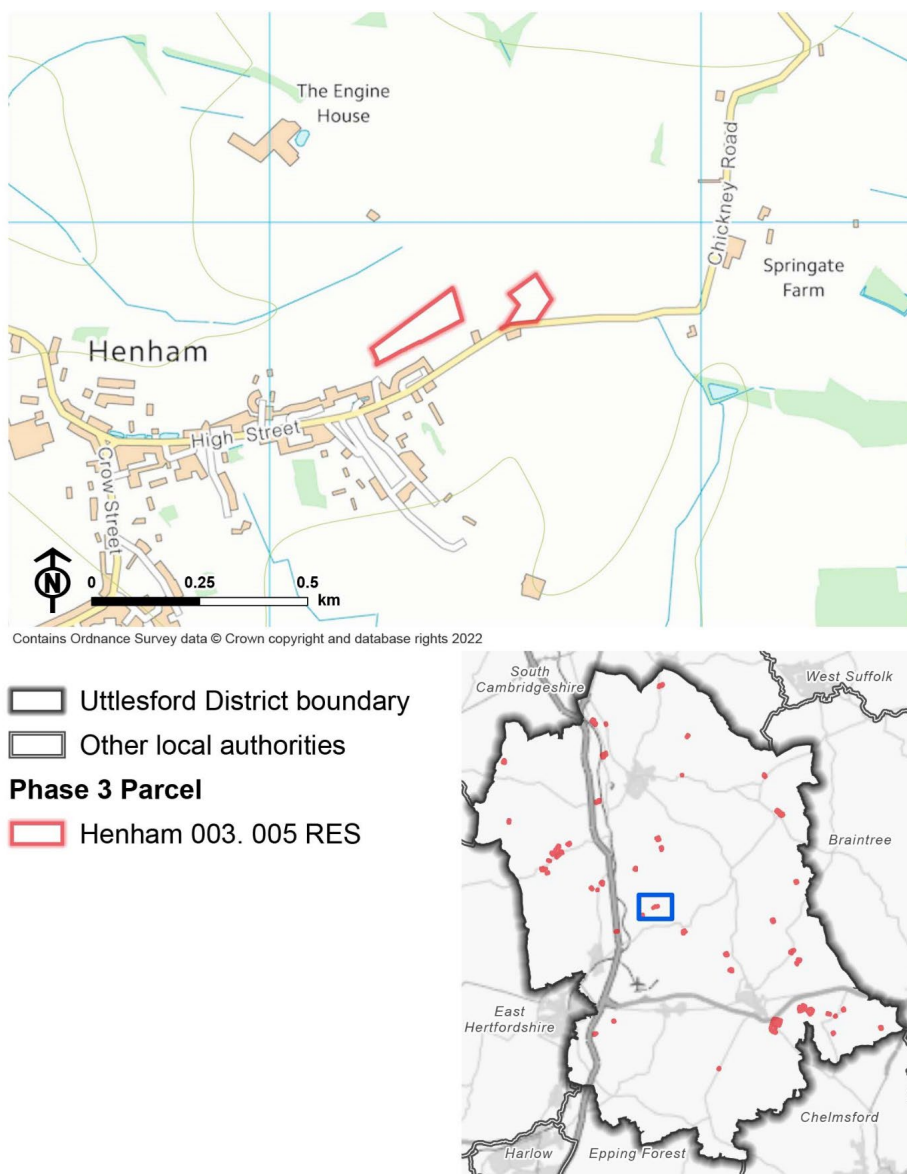 The Engine
House
Chickney Road
Springate
Farm
Henham
High Street
Crow Street
N
0 0.25 0.5
km
Contains Ordnance Survey data © Crown copyright and database rights 2022
Uttlesford District boundary
Other local authorities
Phase 3 Parcel
Henham 003. 005 RES
South
Cambridgeshire
West Suffolk
Braintree
East
Hertfordshire
Chelmsford
Harlow
Epping Forest